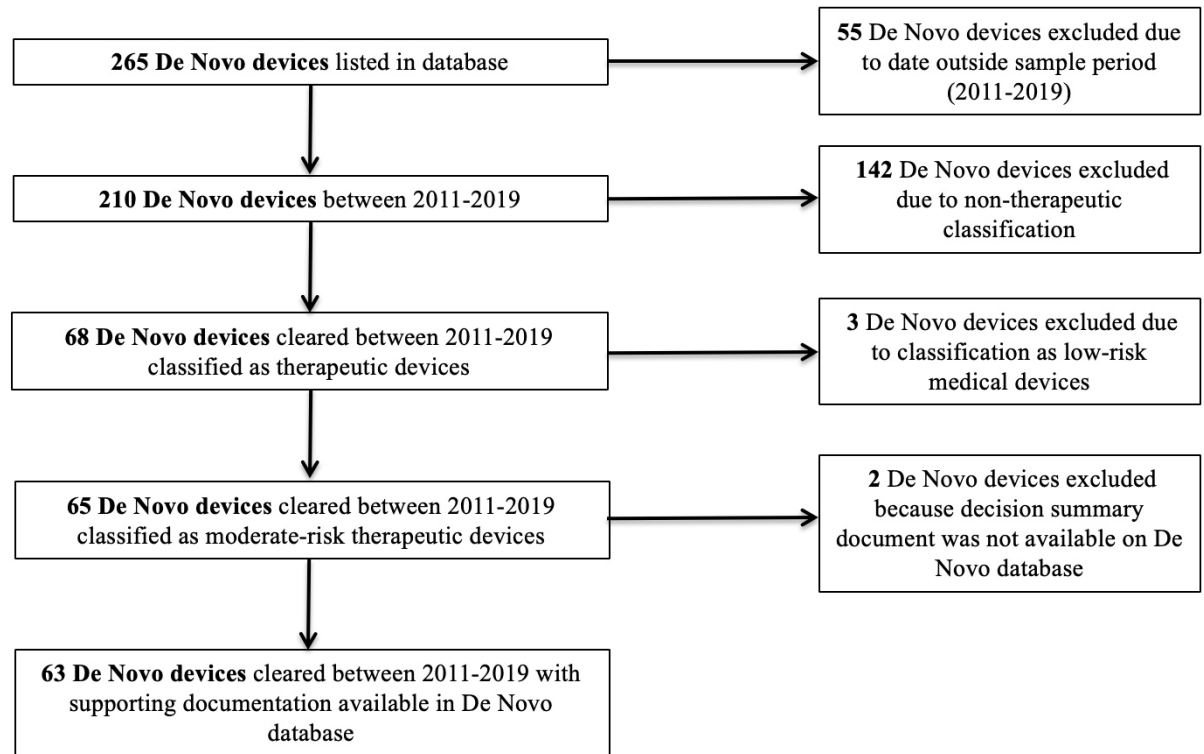 265 De Novo devices listed in database
55 De Novo devices excluded due
to date outside sample period
(2011-2019)
210 De Novo devices between 2011-2019
142 De Novo devices excluded
due to non-therapeutic
classification
68 De Novo devices cleared between 2011-2019
classified as therapeutic devices
3 De Novo devices excluded due
to classification as low-risk
medical devices
65 De Novo devices cleared between 2011-2019
classified as moderate-risk therapeutic devices
2 De Novo devices excluded
because decision summary
document was not available on De
Novo database
63 De Novo devices cleared between 2011-2019 with
supporting documentation available in De Novo
database